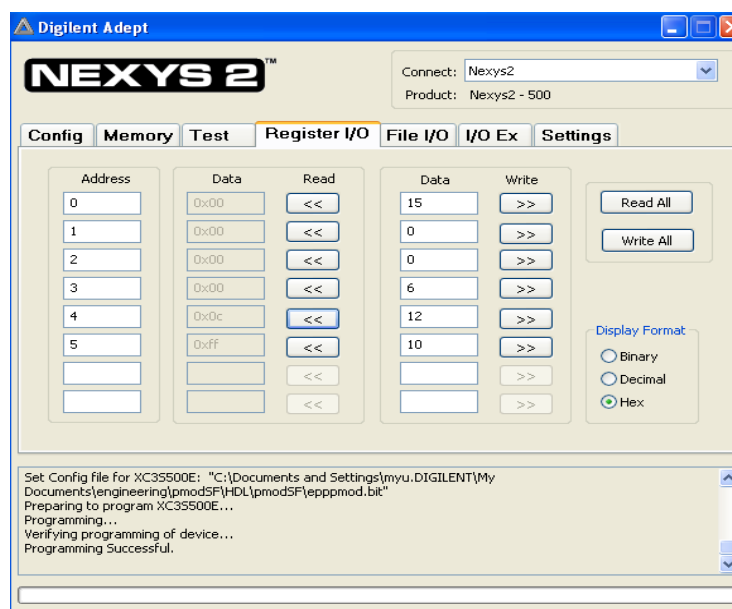 Digilent Adept
NEXYS 2™
Connect: Nexys2
Product: Nexys2 - 500
Config Memory Test Register I/O File I/O I/O Ex Settings
Address Data Read Data Write
0 0x00 << 15 >> Read All
1 0x00 << 0 >> Write All
2 0x00 << 0 >>
3 0x00 << 6 >>
4 0x0c << 12 >>
5 0xff << 10 >>
<< >>
<< >>
Display Format
Binary
Decimal
Hex
Set Config file for XC3S500E: "C:\Documents and Settings\myu.DIGILENT\My
Documents\engineering\pmodSF\HDL\pmodSF\epppmod.bit"
Preparing to program XC3S500E...
Programming...
Verifying programming of device...
Programming Successful.